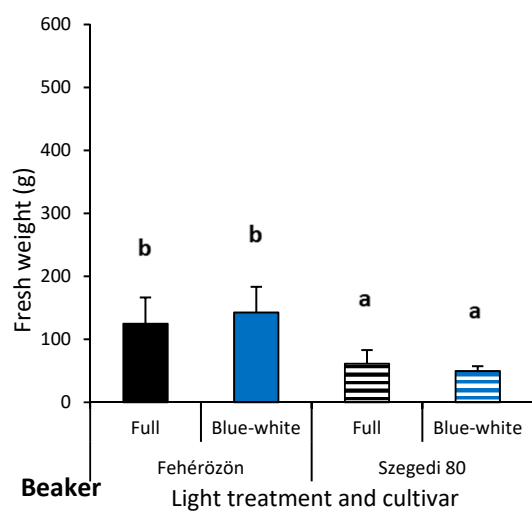 600
500
400
300
200
100
0
Fresh weight (g)
b
b
a
a
Full
Blue-white
Full
Blue-white
Fehérözön
Szegedi 80
Beaker
Light treatment and cultivar